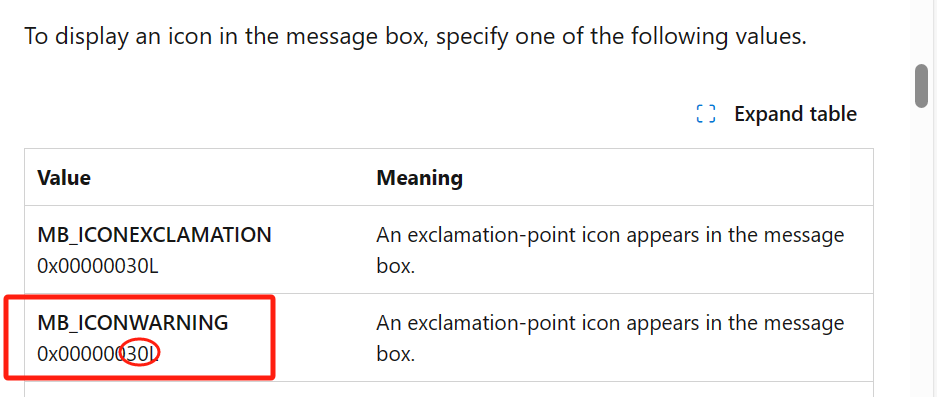 To display an icon in the message box, specify one of the following values.
Expand table
Value Meaning
MB_ICONEXCLAMATION An exclamation-point icon appears in the message
0x00000030L box.
MB_ICONWARNING An exclamation-point icon appears in the message
0x00000030L box.